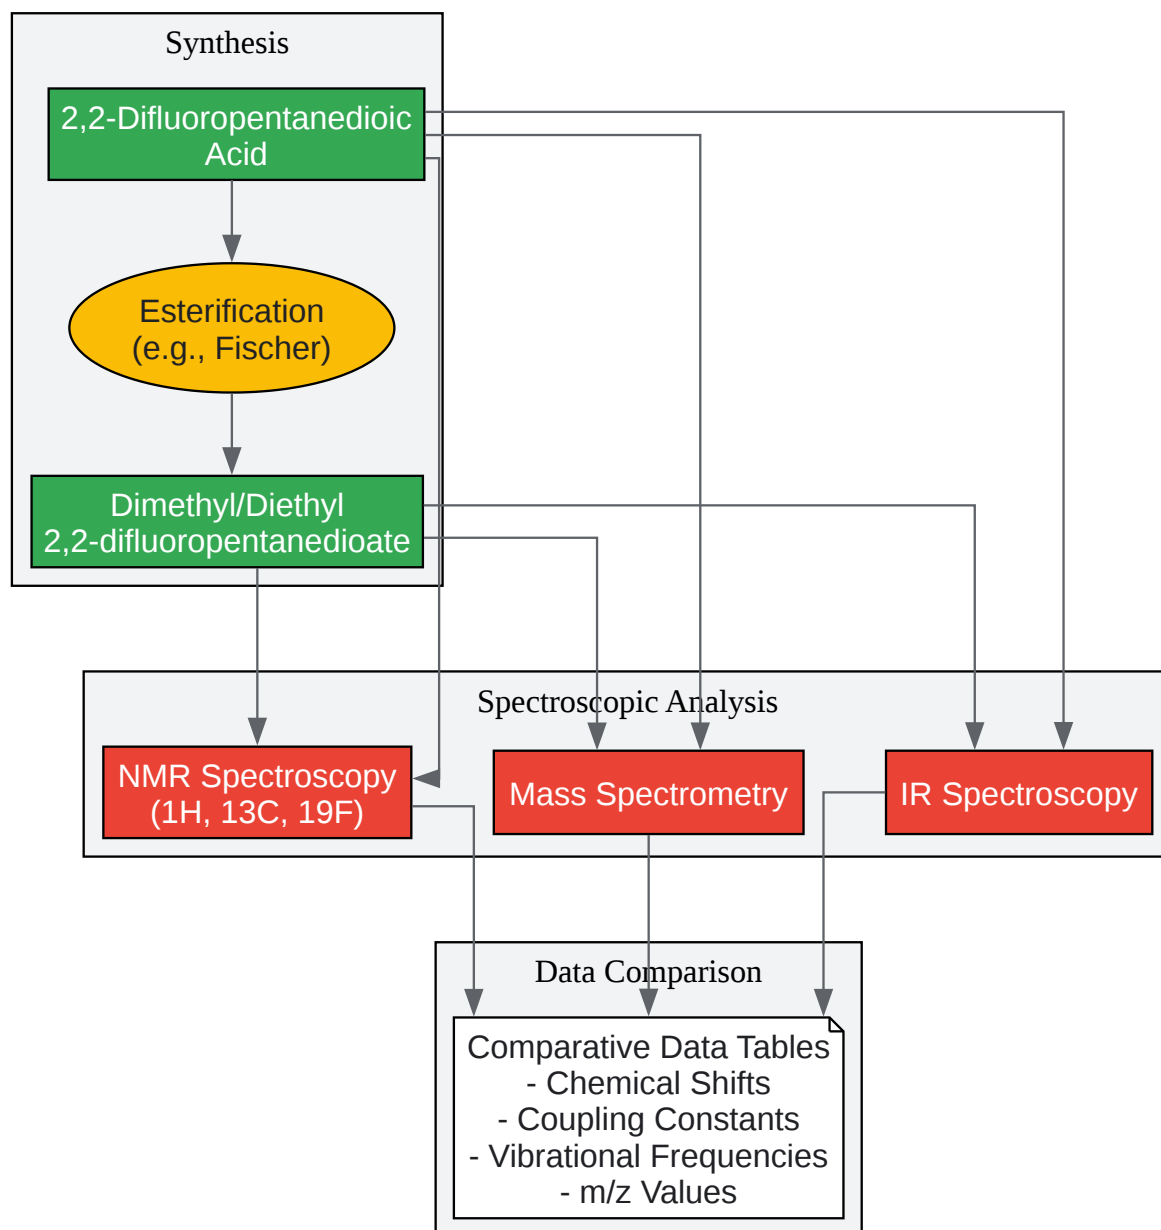 Synthesis
2,2-Difluoropentanedioic
Acid
Esterification
(e.g., Fischer)
Dimethyl/Diethyl
2,2-difluoropentanedioate
Spectroscopic Analysis
NMR Spectroscopy
(1H, 13C, 19F)
Mass Spectrometry
IR Spectroscopy
Data Comparison
Comparative Data Tables
- Chemical Shifts
- Coupling Constants
- Vibrational Frequencies
- m/z Values